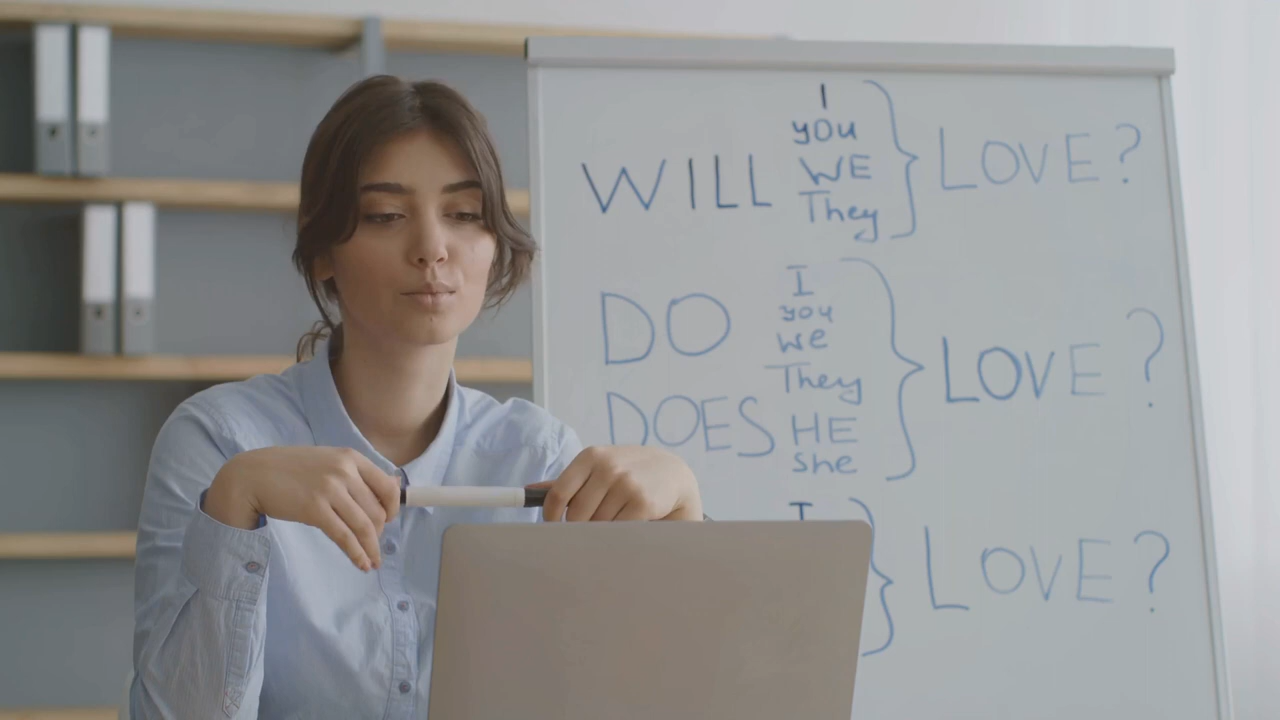 I
you
WILL WE LOVE?
They
I
you
DO we LOVE?
They
DOES HE
she
I
LOVE?